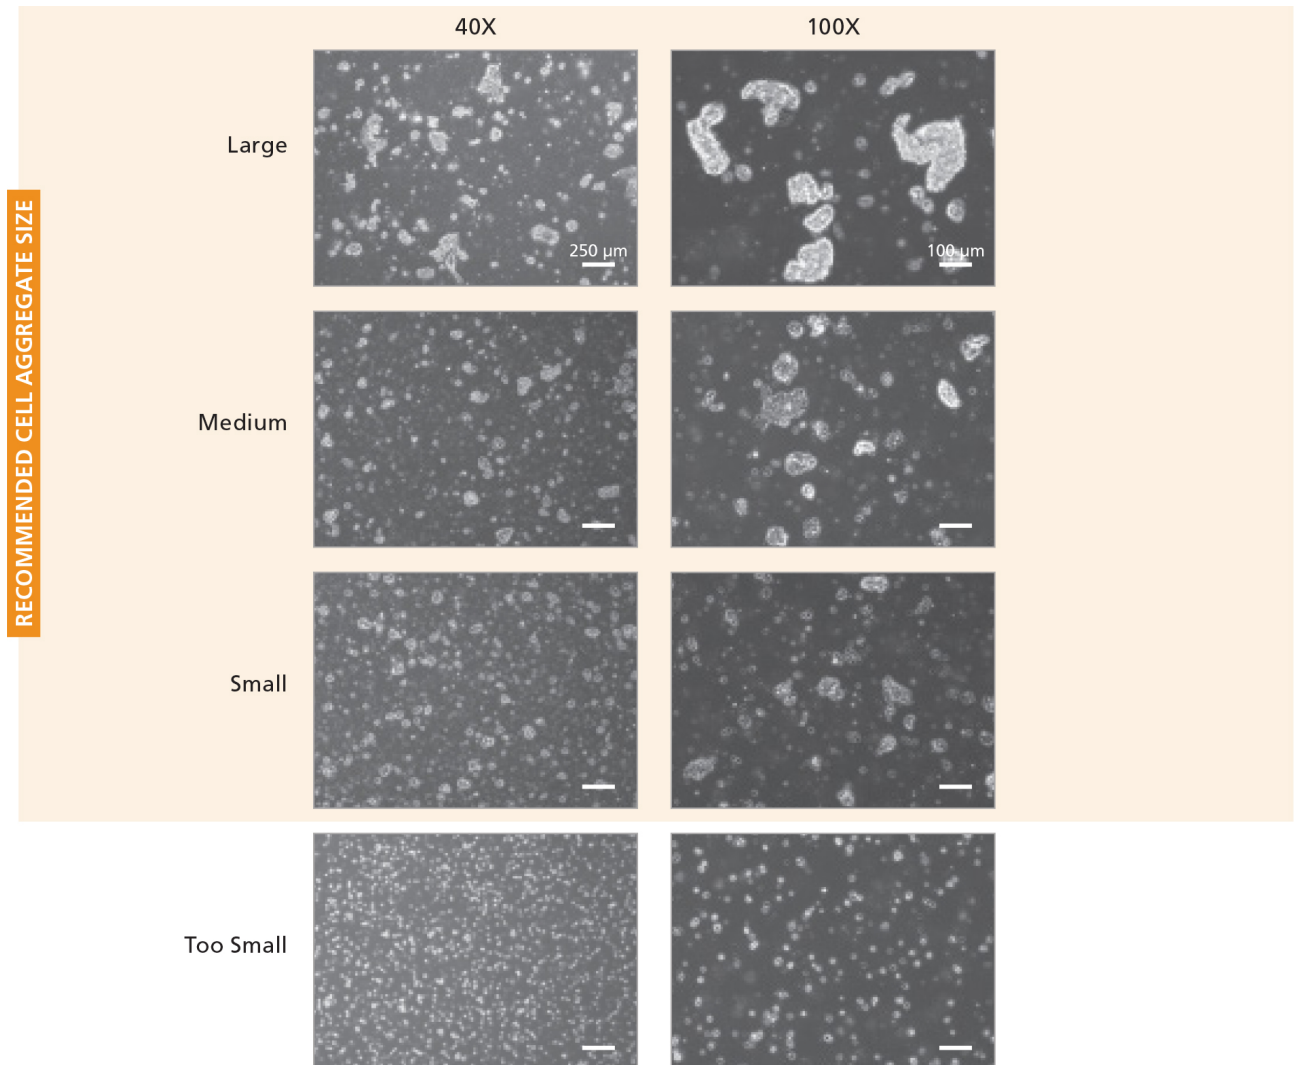 40X
100X
Large
250 µm
100 µm
RECOMMENDED CELL AGGREGATE SIZE
Medium
Small
Too Small